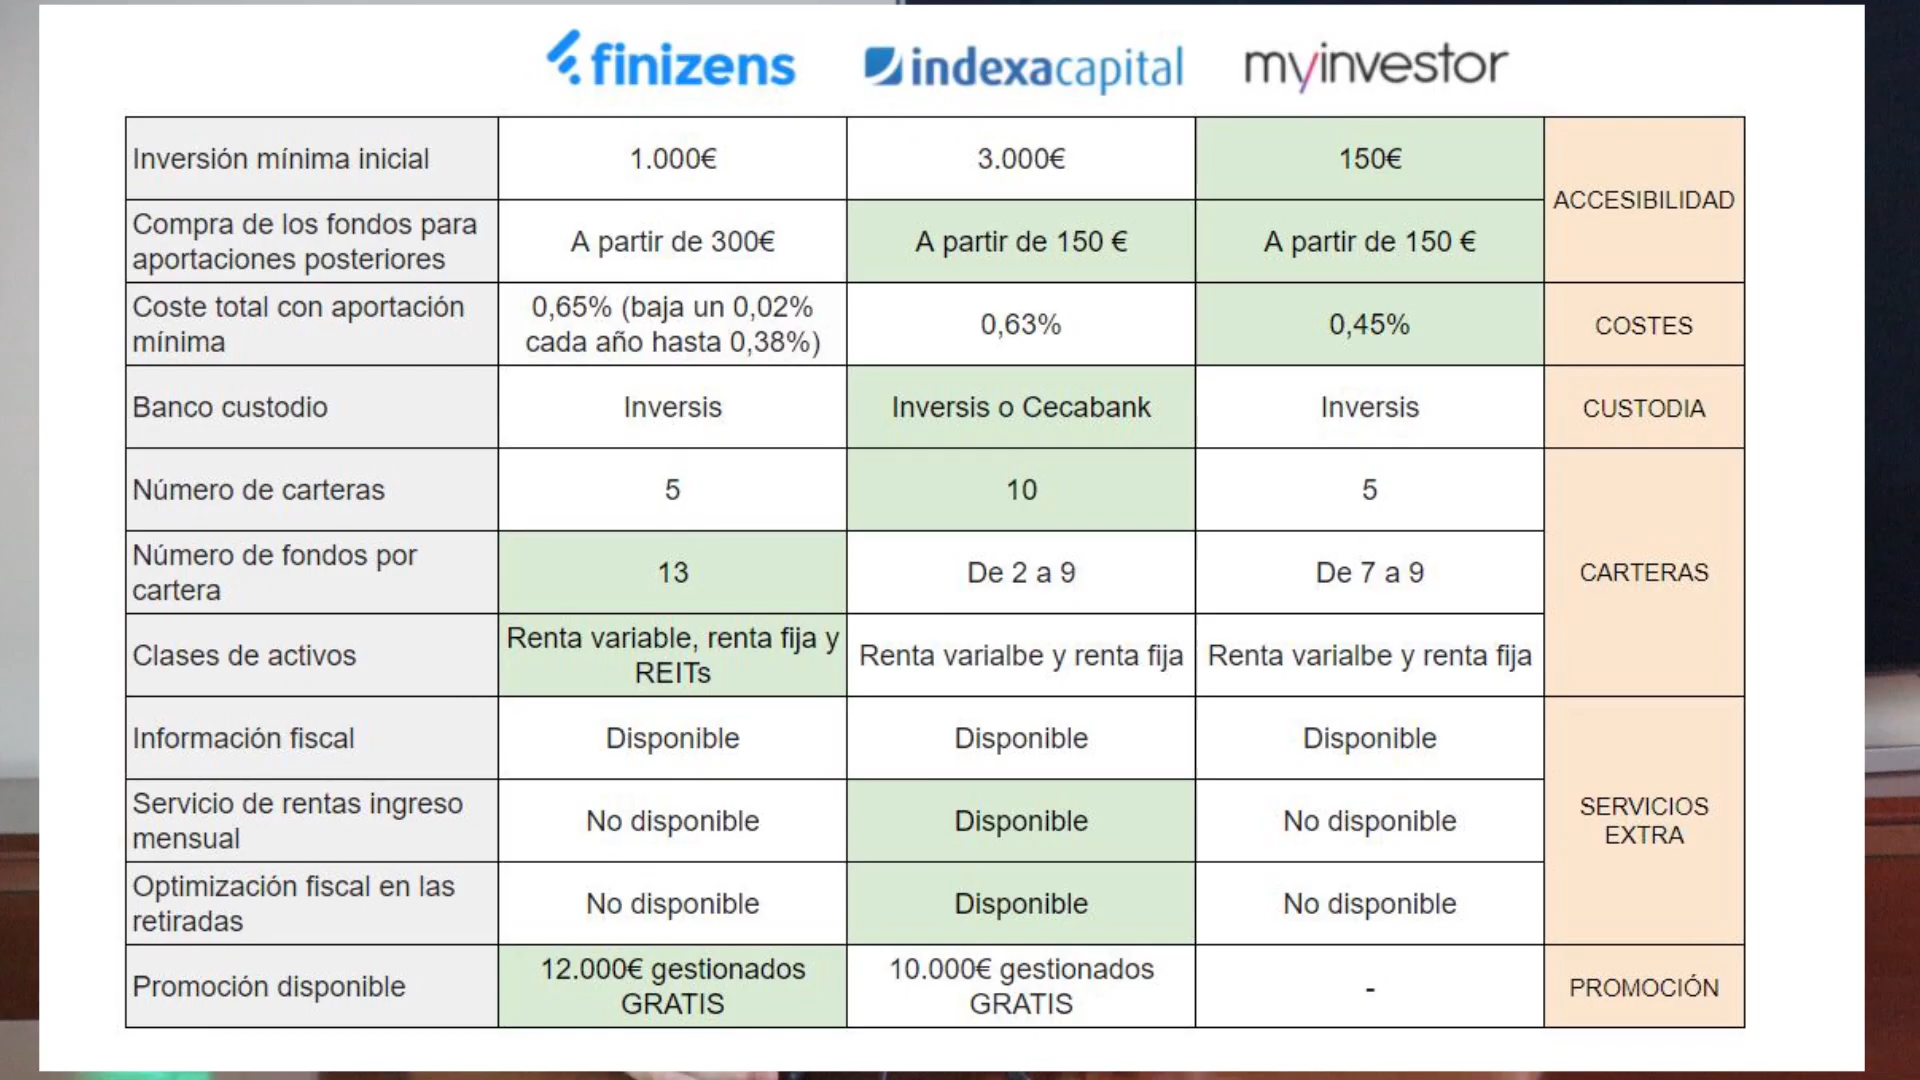 finizens
indexacapital
myinvestor
Inversión mínima inicial
1.000€
3.000€
150€
ACCESIBILIDAD
Compra de los fondos para
aportaciones posteriores
A partir de 300€
A partir de 150 €
A partir de 150 €
Coste total con aportación
mínima
0,65% (baja un 0,02%
cada año hasta 0,38%)
0,63%
0,45%
COSTES
Banco custodio
Inversis
Inversis o Cecabank
Inversis
CUSTODIA
Número de carteras
5
10
5
CARTERAS
Número de fondos por
cartera
13
De 2 a 9
De 7 a 9
Clases de activos
Renta variable, renta fija y
REITs
Renta varialbe y renta fija
Renta varialbe y renta fija
Información fiscal
Disponible
Disponible
Disponible
SERVICIOS
EXTRA
Servicio de rentas ingreso
mensual
No disponible
Disponible
No disponible
Optimización fiscal en las
retiradas
No disponible
Disponible
No disponible
Promoción disponible
12.000€ gestionados
GRATIS
10.000€ gestionados
GRATIS
-
PROMOCIÓN